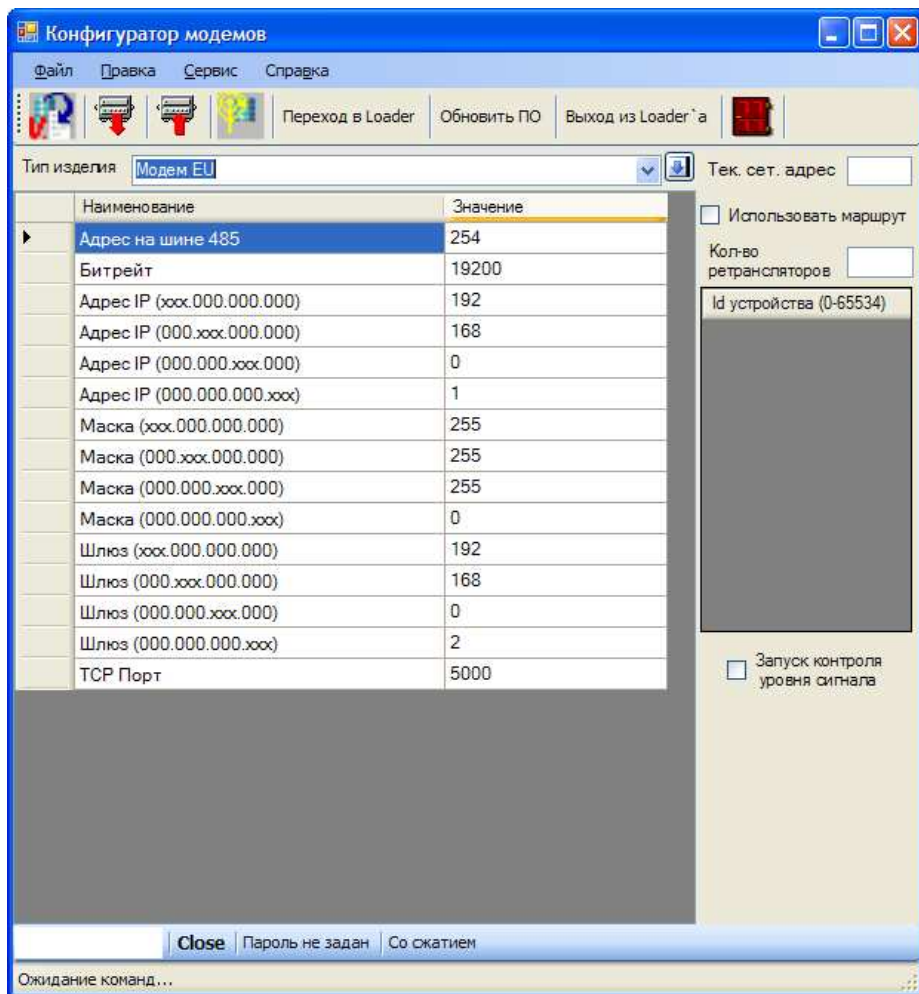 Конфигуратор модемов
Файл Правка Сервис Справка
Переход в Loader Обновить ПО Выход из Loader`а
Тип изделия Модем EU Тек. сет. адрес
Наименование Значение
Использовать маршрут
Адрес на шине 485 254
Кол-во ретрансляторов
Битрейт 19200
Адрес IP (xxx.000.000.000) 192
Id устройства (0-65534)
Адрес IP (000.xxx.000.000) 168
Адрес IP (000.000.xxx.000) 0
Адрес IP (000.000.000.xxx) 1
Маска (xxx.000.000.000) 255
Маска (000.xxx.000.000) 255
Маска (000.000.xxx.000) 255
Маска (000.000.000.xxx) 0
Шлюз (xxx.000.000.000) 192
Шлюз (000.xxx.000.000) 168
Шлюз (000.000.xxx.000) 0
Шлюз (000.000.000.xxx) 2
TCP Порт 5000
Запуск контроля
уровня сигнала
Close Пароль не задан Со сжатием
Ожидание команд...